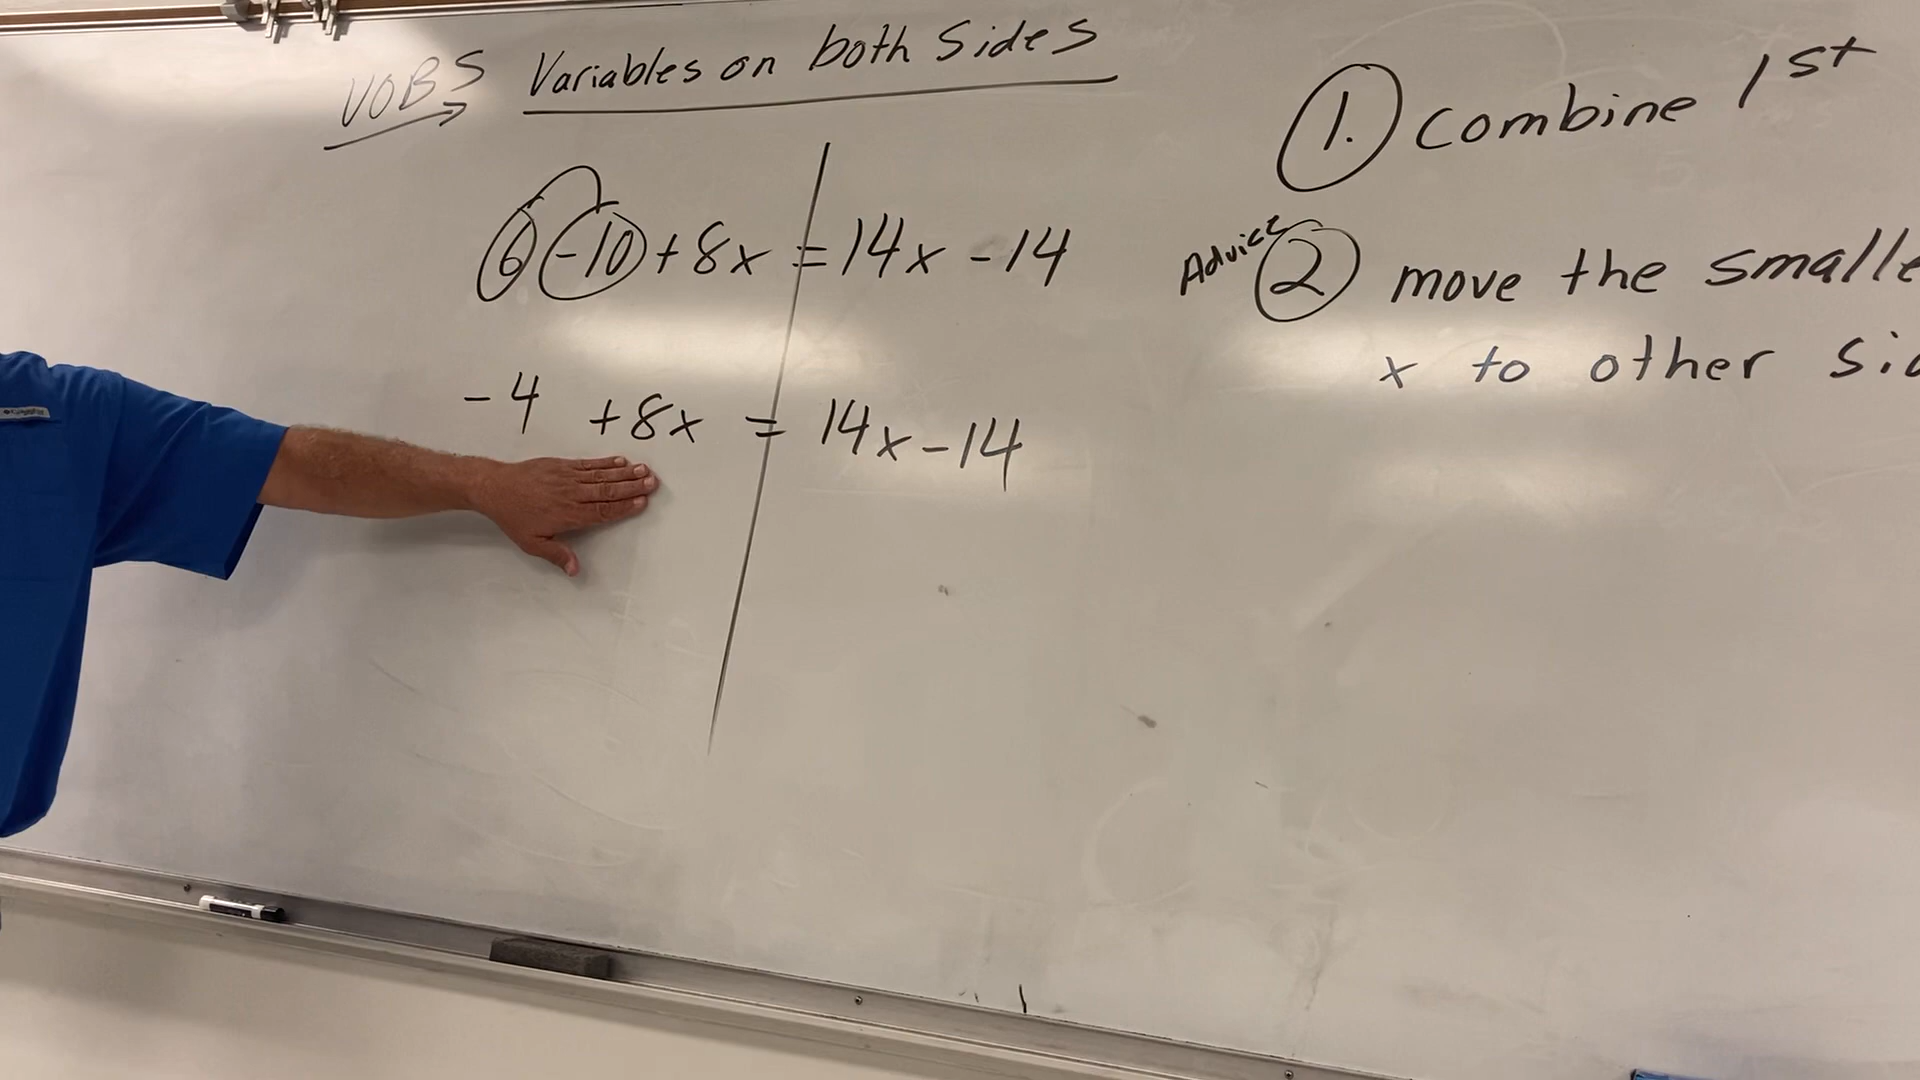 VOBS Variables on both Sides
6 -10 + 8x = 14x - 14
-4 + 8x = 14x - 14
1. Combine 1st
Advice 2 move the smalle
x to other si